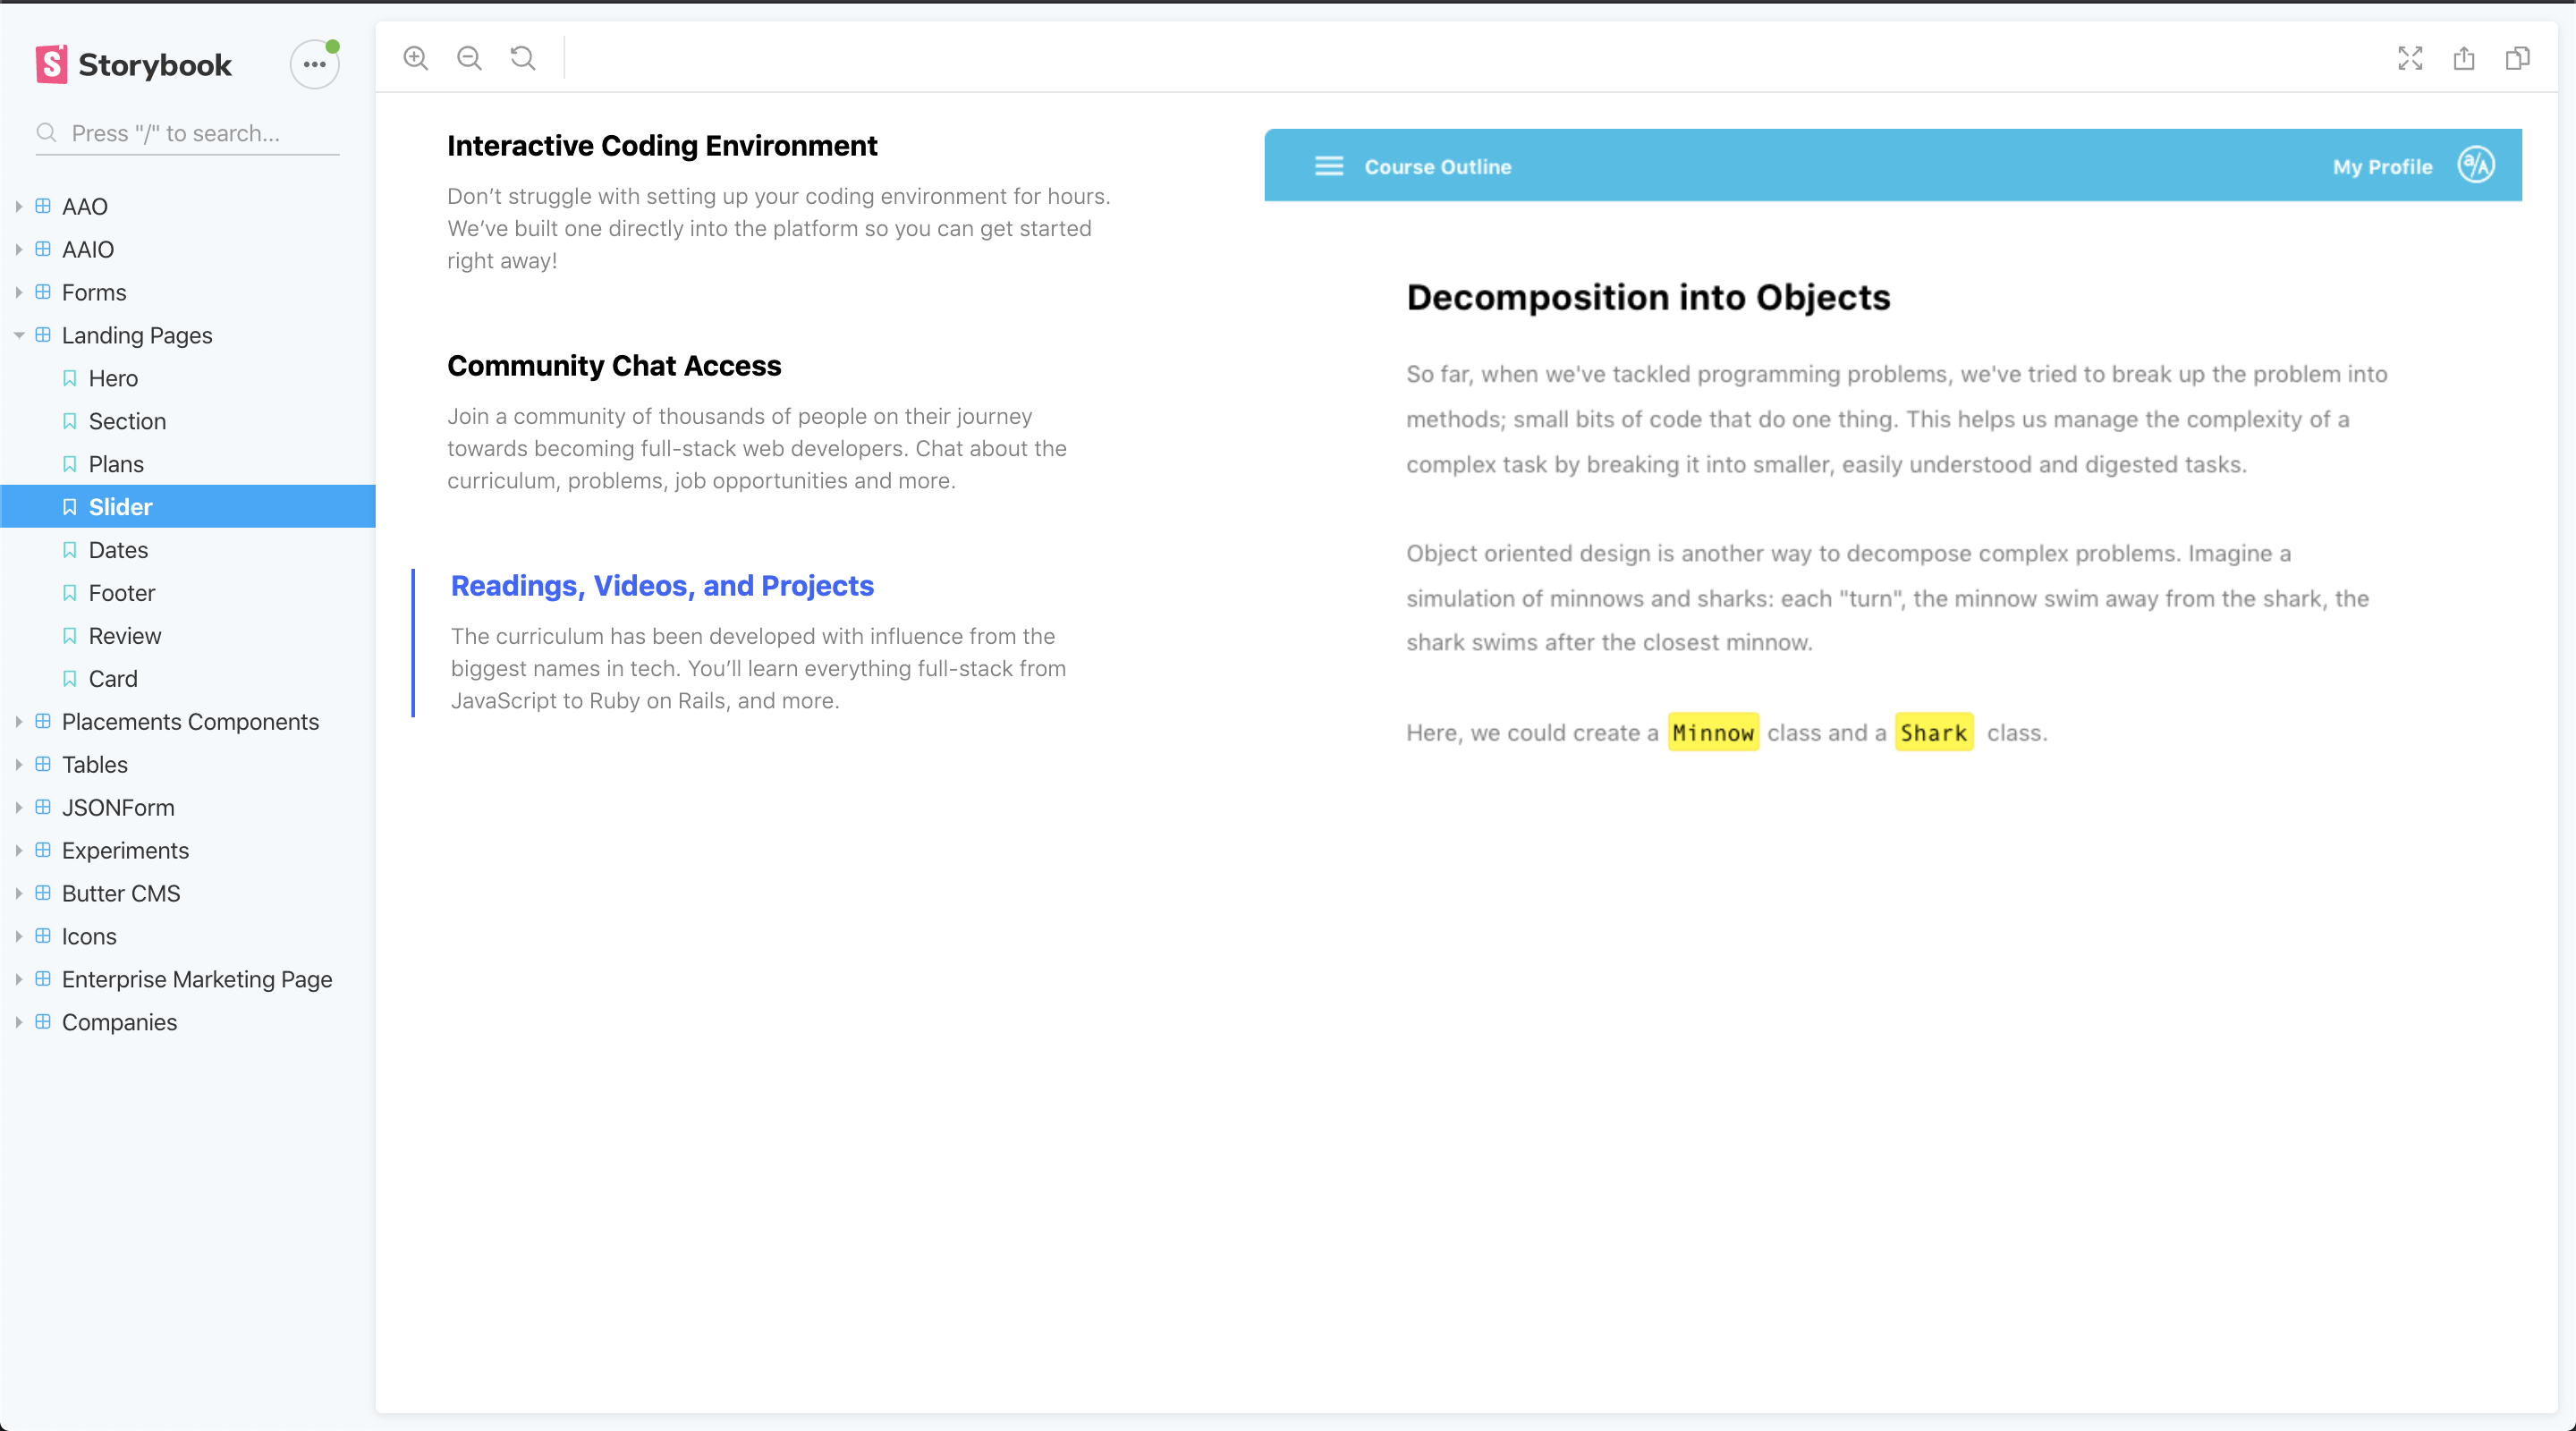 Storybook
Press "/" to search...
AAO
AAIO
Forms
Landing Pages
Hero
Section
Plans
Slider
Dates
Footer
Review
Card
Placements Components
Tables
JSONForm
Experiments
Butter CMS
Icons
Enterprise Marketing Page
Companies
Interactive Coding Environment
Don’t struggle with setting up your coding environment for hours.
We’ve built one directly into the platform so you can get started
right away!
Community Chat Access
Join a community of thousands of people on their journey
towards becoming full-stack web developers. Chat about the
curriculum, problems, job opportunities and more.
Readings, Videos, and Projects
The curriculum has been developed with influence from the
biggest names in tech. You’ll learn everything full-stack from
JavaScript to Ruby on Rails, and more.
Course Outline
My Profile
a/A
Decomposition into Objects
So far, when we've tackled programming problems, we've tried to break up the problem into
methods; small bits of code that do one thing. This helps us manage the complexity of a
complex task by breaking it into smaller, easily understood and digested tasks.
Object oriented design is another way to decompose complex problems. Imagine a
simulation of minnows and sharks: each "turn", the minnow swim away from the shark, the
shark swims after the closest minnow.
Here, we could create a Minnow class and a Shark class.